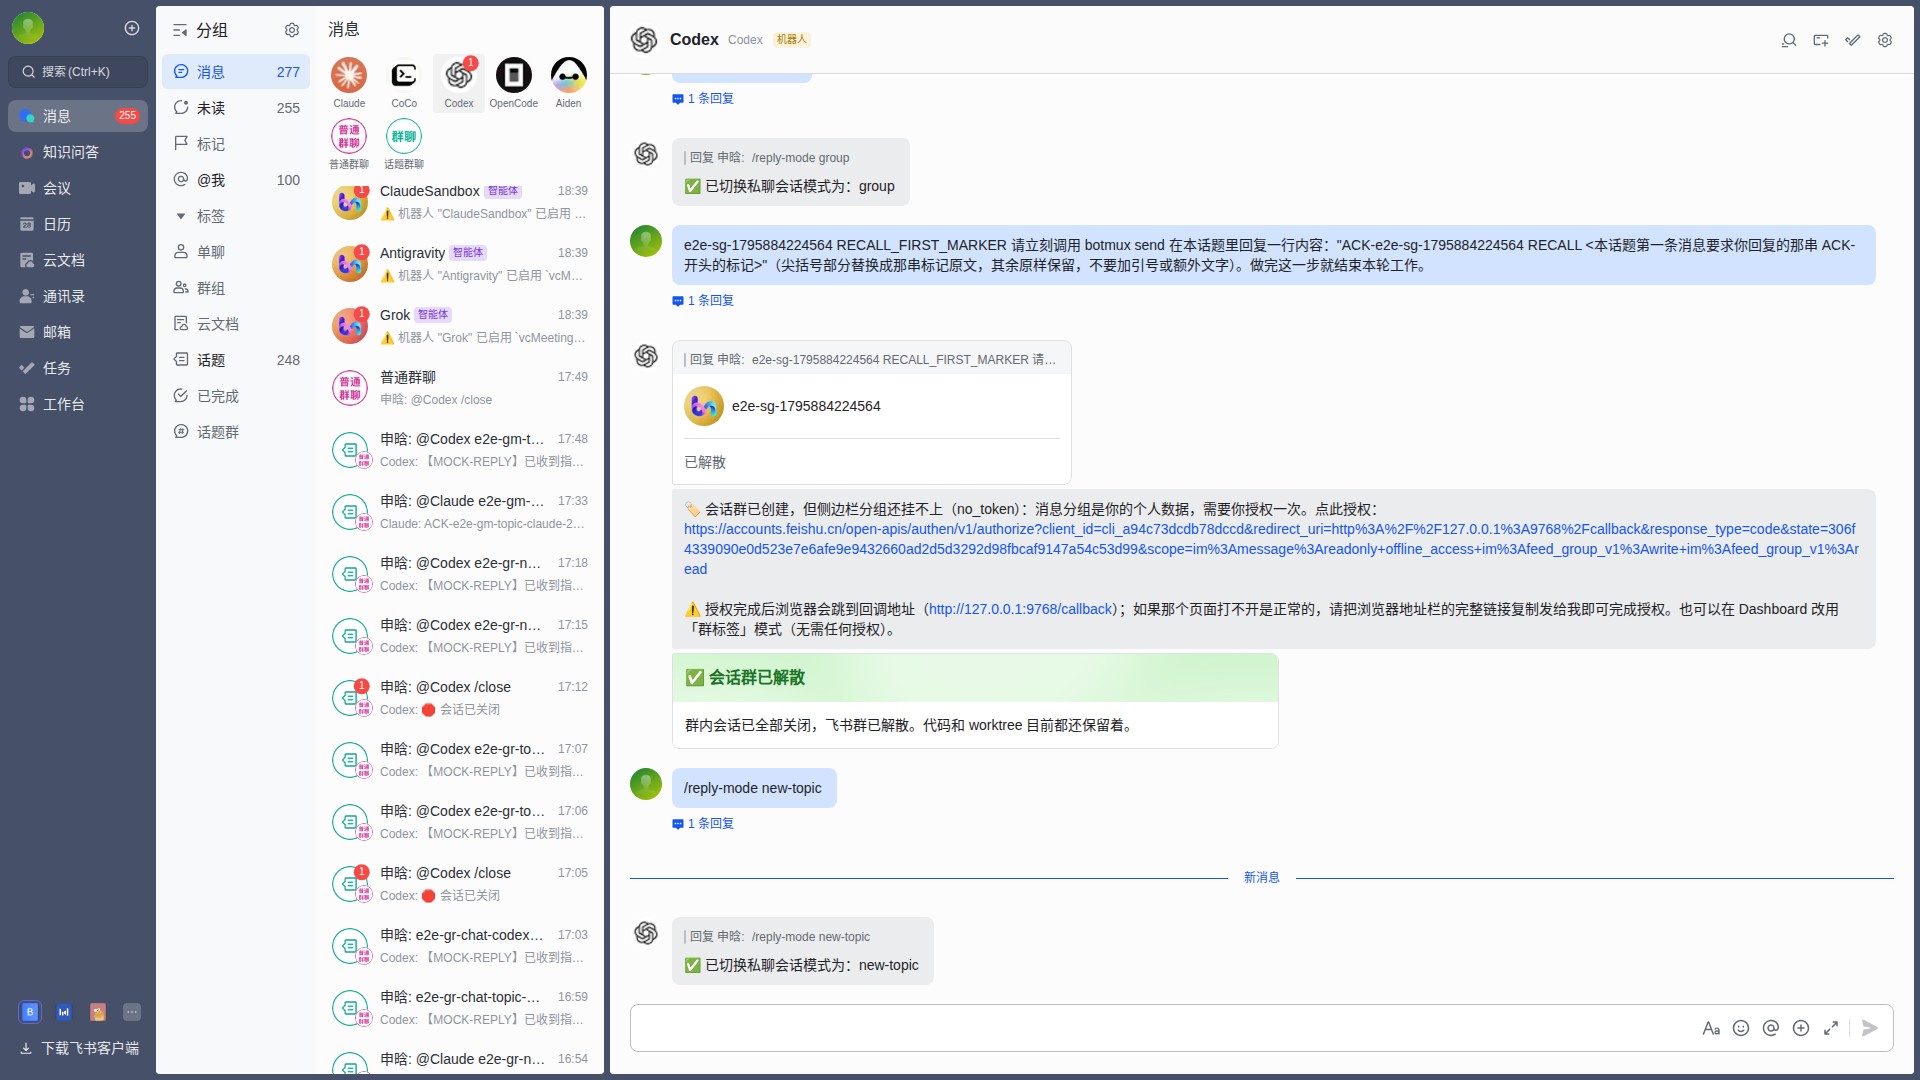 搜索 (Ctrl+K)
消息
255
知识问答
会议
日历
云文档
通讯录
邮箱
任务
工作台
下载飞书客户端
分组
消息 277
未读 255
标记
@我 100
标签
单聊
群组
云文档
话题 248
已完成
话题群
消息
1
Claude
CoCo
Codex
OpenCode
Aiden
普通
群聊
群聊
普通群聊
话题群聊
ClaudeSandbox 智能体 18:39
⚠️ 机器人 "ClaudeSandbox" 已启用 …
Antigravity 智能体 18:39
⚠️ 机器人 "Antigravity" 已启用 `vcM…
Grok 智能体 18:39
⚠️ 机器人 "Grok" 已启用 `vcMeeting…
普通群聊 17:49
申晗: @Codex /close
申晗: @Codex e2e-gm-t… 17:48
Codex: 【MOCK-REPLY】已收到指…
申晗: @Claude e2e-gm-… 17:33
Claude: ACK-e2e-gm-topic-claude-2…
申晗: @Codex e2e-gr-n… 17:18
Codex: 【MOCK-REPLY】已收到指…
申晗: @Codex e2e-gr-n… 17:15
Codex: 【MOCK-REPLY】已收到指…
申晗: @Codex /close 17:12
Codex: 🛑 会话已关闭
申晗: @Codex e2e-gr-to… 17:07
Codex: 【MOCK-REPLY】已收到指…
申晗: @Codex e2e-gr-to… 17:06
Codex: 【MOCK-REPLY】已收到指…
申晗: @Codex /close 17:05
Codex: 🛑 会话已关闭
申晗: e2e-gr-chat-codex… 17:03
Codex: 【MOCK-REPLY】已收到指…
申晗: e2e-gr-chat-topic-… 16:59
Codex: 【MOCK-REPLY】已收到指…
申晗: @Claude e2e-gr-n… 16:54
Codex Codex 机器人
1 条回复
回复 申晗: /reply-mode group
✅ 已切换私聊会话模式为：group
e2e-sg-1795884224564 RECALL_FIRST_MARKER 请立刻调用 botmux send 在本话题里回复一行内容："ACK-e2e-sg-1795884224564 RECALL <本话题第一条消息要求你回复的那串 ACK-
开头的标记>"（尖括号部分替换成那串标记原文，其余原样保留，不要加引号或额外文字）。做完这一步就结束本轮工作。
1 条回复
回复 申晗: e2e-sg-1795884224564 RECALL_FIRST_MARKER 请…
e2e-sg-1795884224564
已解散
🏷️ 会话群已创建，但侧边栏分组还挂不上（no_token）：消息分组是你的个人数据，需要你授权一次。点此授权：
https://accounts.feishu.cn/open-apis/authen/v1/authorize?client_id=cli_a94c73dcdb78dccd&redirect_uri=http%3A%2F%2F127.0.0.1%3A9768%2Fcallback&response_type=code&state=306f
4339090e0d523e7e6afe9e9432660ad2d5d3292d98fbcaf9147a54c53d99&scope=im%3Amessage%3Areadonly+offline_access+im%3Afeed_group_v1%3Awrite+im%3Afeed_group_v1%3Ar
ead
⚠️ 授权完成后浏览器会跳到回调地址（http://127.0.0.1:9768/callback）；如果那个页面打不开是正常的，请把浏览器地址栏的完整链接复制发给我即可完成授权。也可以在 Dashboard 改用
「群标签」模式（无需任何授权）。
✅ 会话群已解散
群内会话已全部关闭，飞书群已解散。代码和 worktree 目前都还保留着。
/reply-mode new-topic
1 条回复
新消息
回复 申晗: /reply-mode new-topic
✅ 已切换私聊会话模式为：new-topic